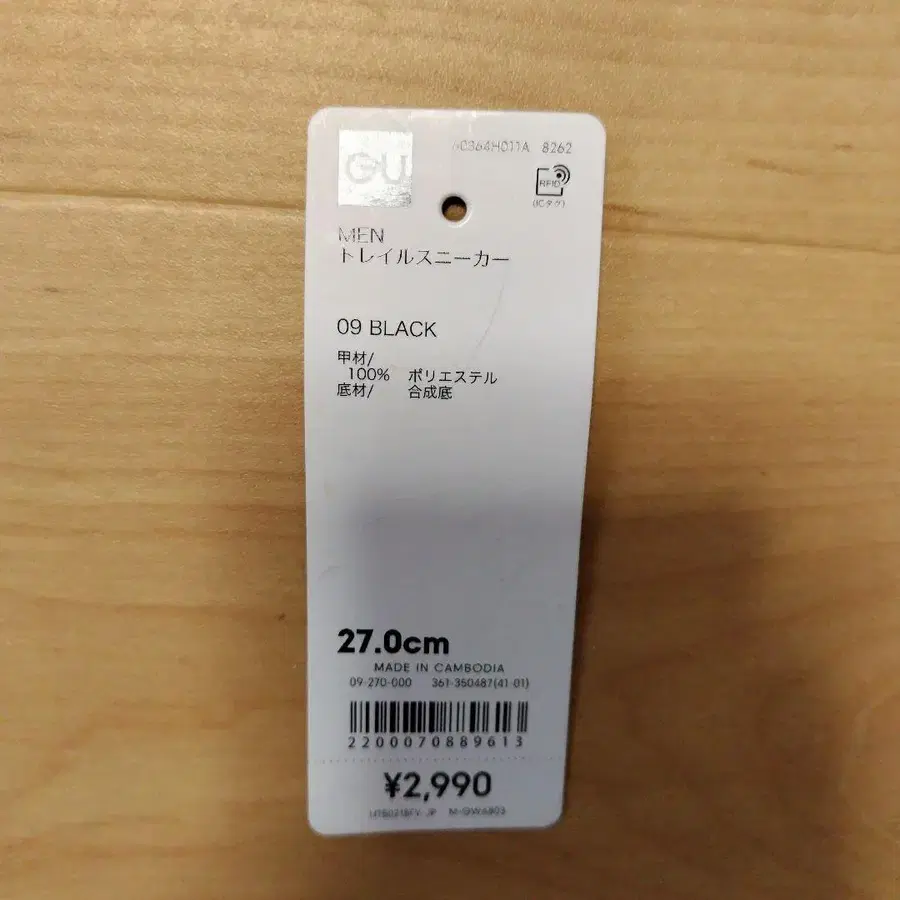 GU
60364H011A 8262
RFID
(ICタグ)
MEN
トレイルスニーカー
09 BLACK
甲材/
100% ポリエステル
底材/ 合成底
27.0cm
MADE IN CAMBODIA
09-270-000 361-350487(41-01)
2200070889613
¥2,990